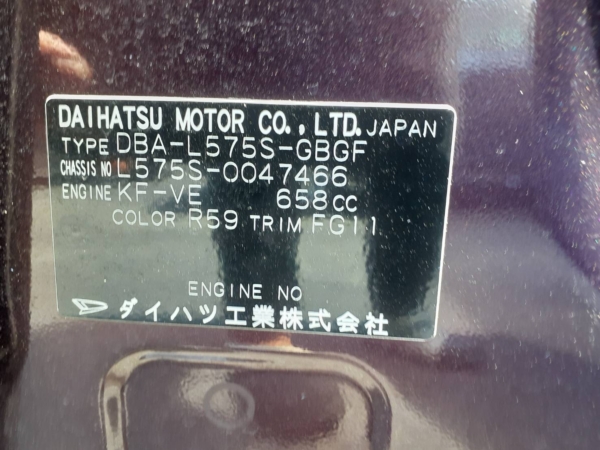 DAIHATSU MOTOR CO., LTD. JAPAN
TYPE DBA-L575S-GBGF
CHASSIS NO L575S-0047466
ENGINE KF-VE 658CC
COLOR R59 TRIM FG11
ENGINE NO
ダイハツ工業株式会社